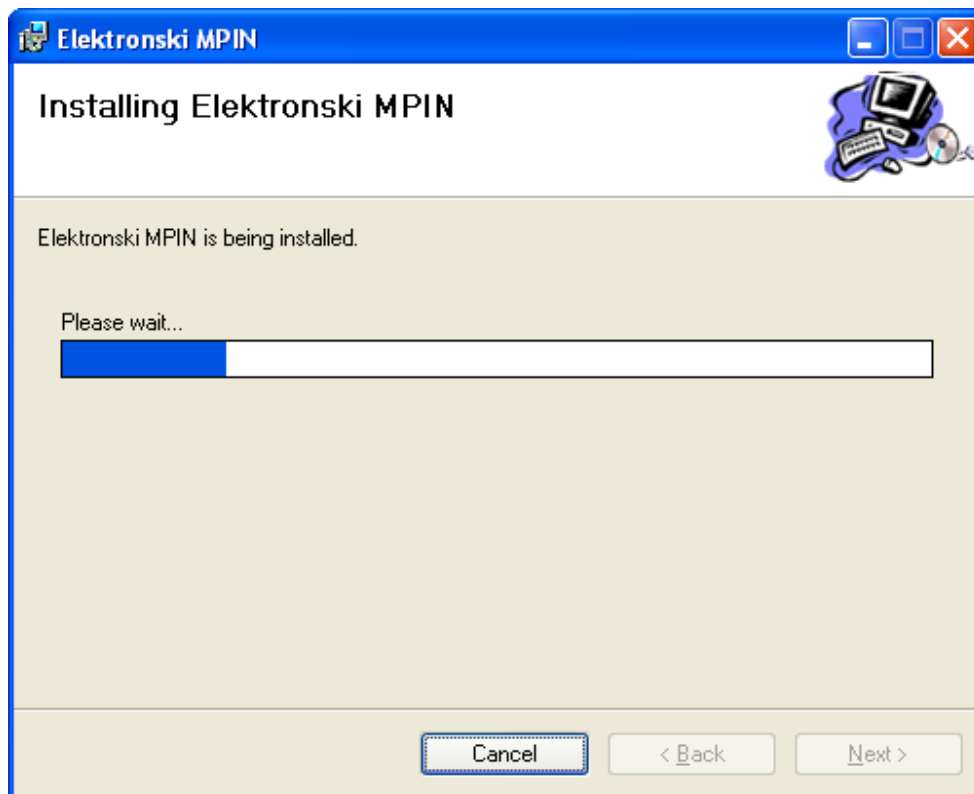 Elektronski MPIN
Installing Elektronski MPIN
Elektronski MPIN is being installed.
Please wait...
Cancel
< Back
Next >